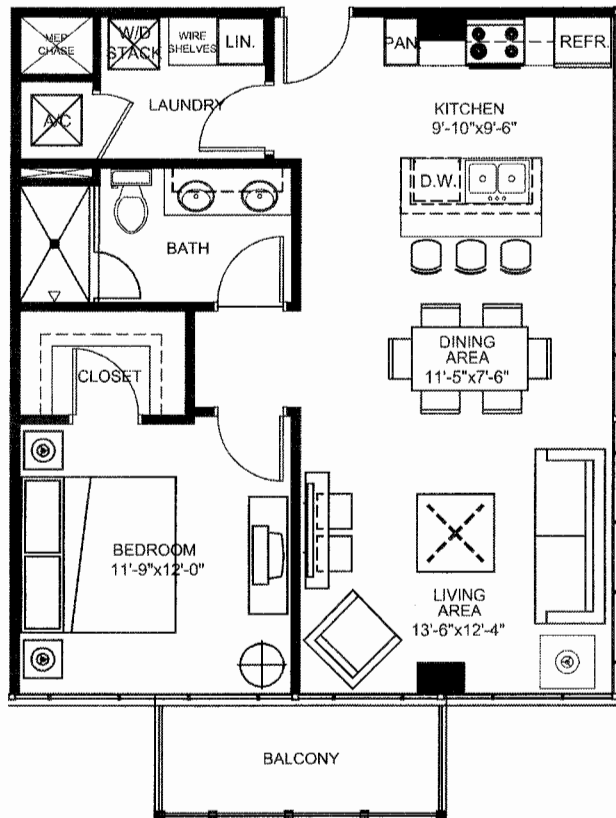 MEP
CHASE
W/D
STACK
WIRE
SHELVES
LIN.
PAN.
REFR.
A/C
LAUNDRY
KITCHEN
9'-10"x9'-6"
D.W.
BATH
DINING
AREA
11'-5"x7'-6"
CLOSET
BEDROOM
11'-9"x12'-0"
LIVING
AREA
13'-6"x12'-4"
BALCONY